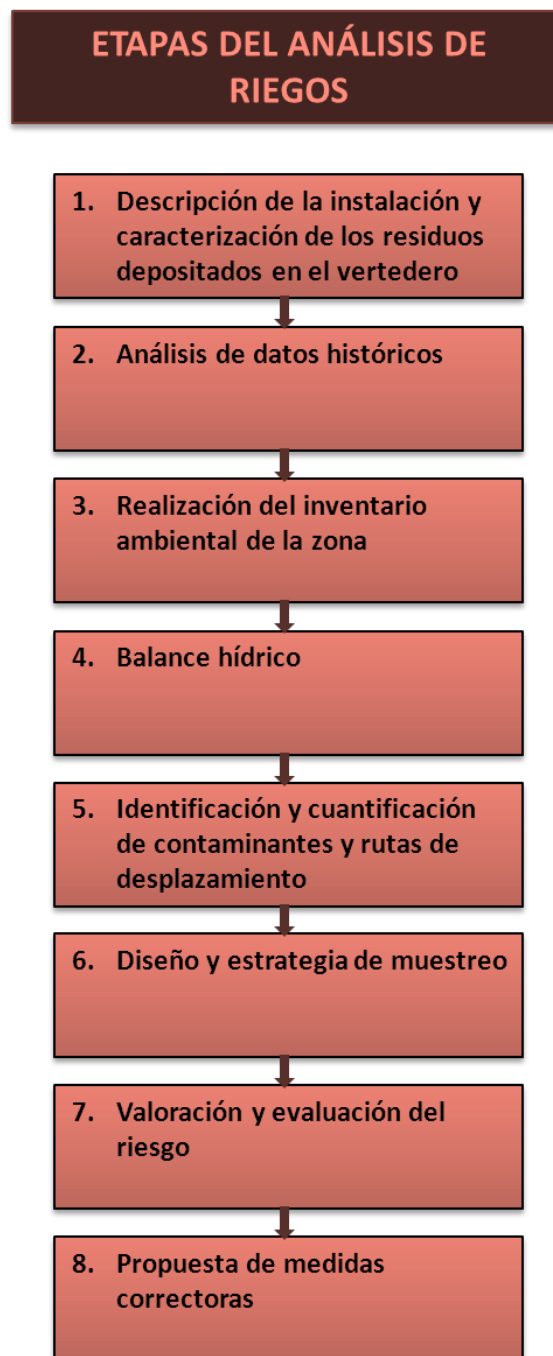 ETAPAS DEL ANÁLISIS DE
RIEGOS
1. Descripción de la instalación y
caracterización de los residuos
depositados en el vertedero
2. Análisis de datos históricos
3. Realización del inventario
ambiental de la zona
4. Balance hídrico
5. Identificación y cuantificación
de contaminantes y rutas de
desplazamiento
6. Diseño y estrategia de muestreo
7. Valoración y evaluación del
riesgo
8. Propuesta de medidas
correctoras